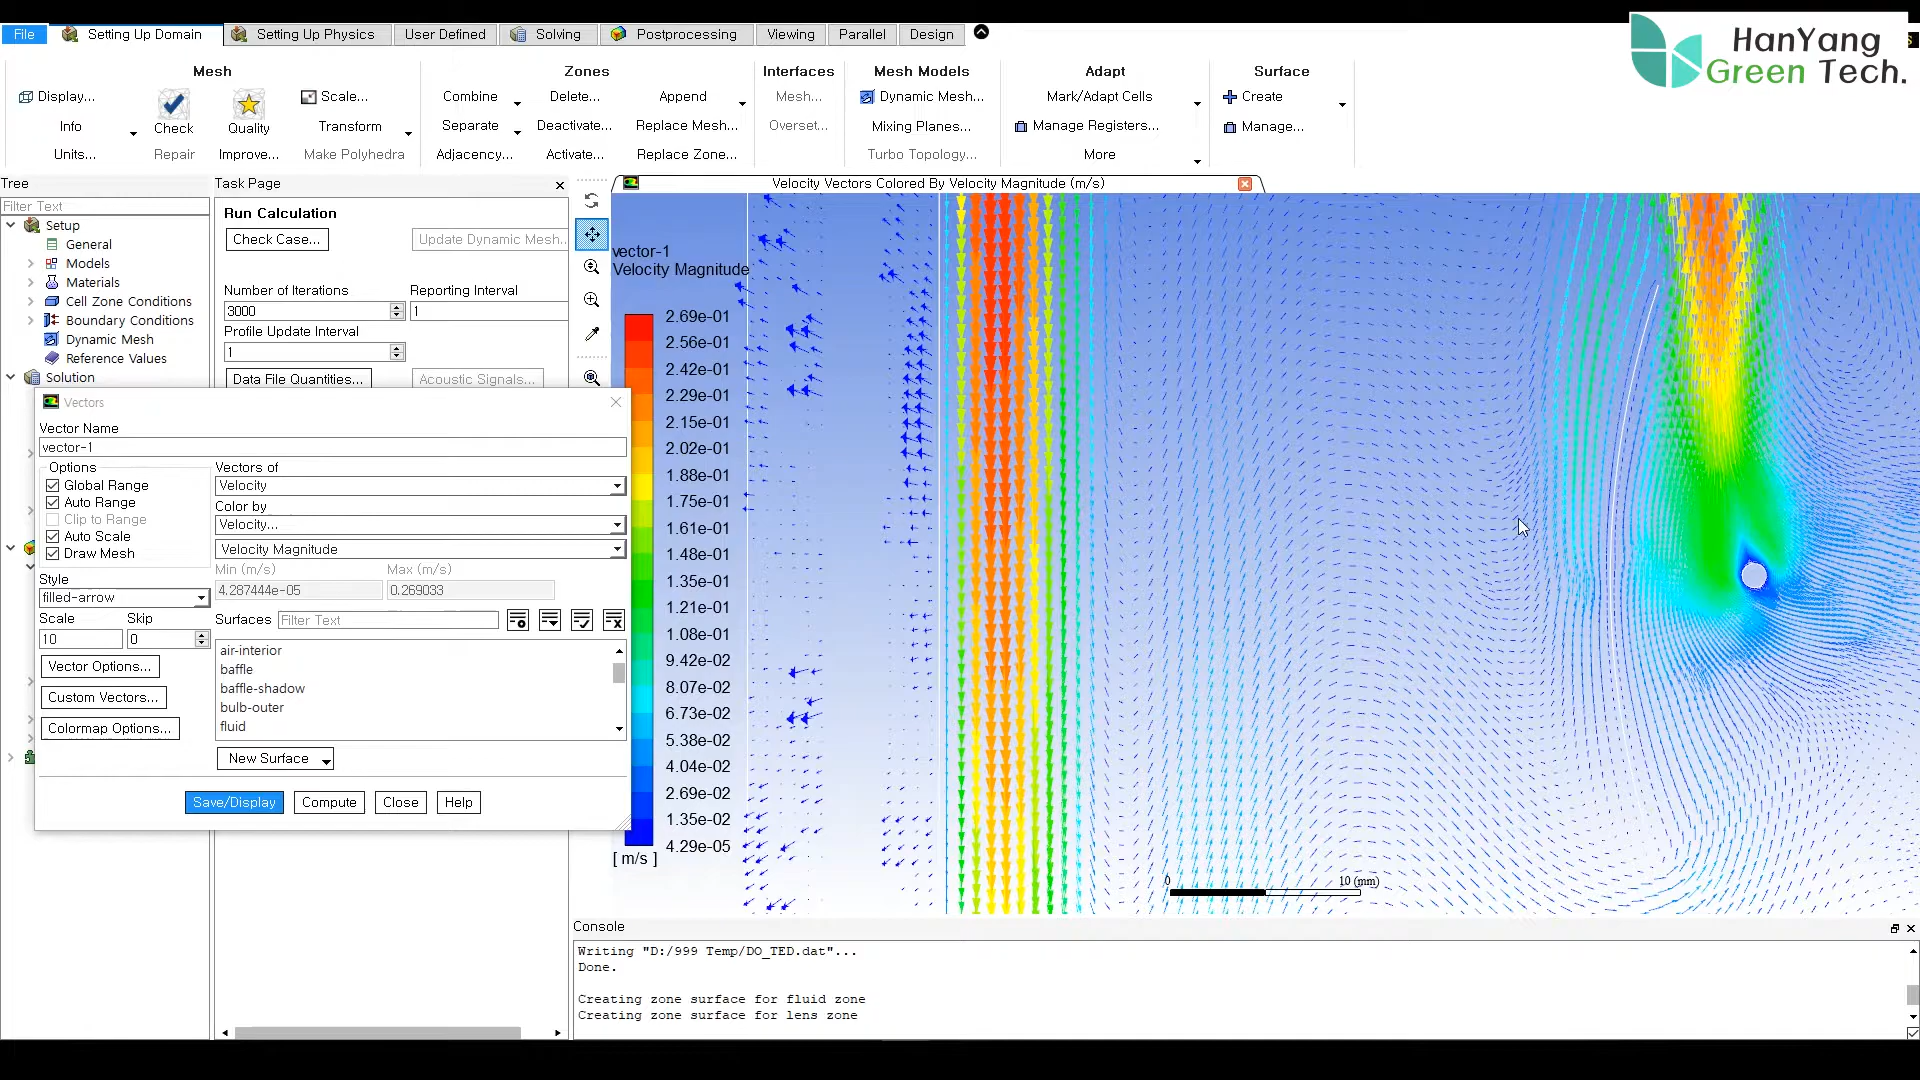 File
Setting Up Domain
Setting Up Physics
User Defined
Solving
Postprocessing
Viewing
Parallel
Design
HanYang
Green Tech.
Mesh
Zones
Interfaces
Mesh Models
Adapt
Surface
Display...
Scale...
Combine
Delete...
Append
Mesh...
Dynamic Mesh...
Mark/Adapt Cells
Create
Info
Check
Quality
Transform
Separate
Deactivate...
Replace Mesh...
Overset...
Mixing Planes...
Manage Registers...
Manage...
Units...
Repair
Improve...
Make Polyhedra
Adjacency...
Activate...
Replace Zone...
Turbo Topology...
More
Tree
Filter Text
Setup
General
Models
Materials
Cell Zone Conditions
Boundary Conditions
Dynamic Mesh
Reference Values
Solution
Task Page
Run Calculation
Check Case...
Update Dynamic Mesh...
Number of Iterations
Reporting Interval
3000
1
Profile Update Interval
1
Data File Quantities...
Acoustic Signals...
Vectors
Vector Name
vector-1
Options
Global Range
Auto Range
Clip to Range
Auto Scale
Draw Mesh
Style
filled-arrow
Scale
Skip
10
0
Vector Options...
Custom Vectors...
Colormap Options...
Vectors of
Velocity
Color by
Velocity...
Velocity Magnitude
Min (m/s)
Max (m/s)
4.287444e-05
0.269033
Surfaces
Filter Text
air-interior
baffle
baffle-shadow
bulb-outer
fluid
New Surface
Save/Display
Compute
Close
Help
Velocity Vectors Colored By Velocity Magnitude (m/s)
vector-1
Velocity Magnitude
2.69e-01
2.56e-01
2.42e-01
2.29e-01
2.15e-01
2.02e-01
1.88e-01
1.75e-01
1.61e-01
1.48e-01
1.35e-01
1.21e-01
1.08e-01
9.42e-02
8.07e-02
6.73e-02
5.38e-02
4.04e-02
2.69e-02
1.35e-02
4.29e-05
[ m/s ]
0
10 (mm)
Console
Writing "D:/999 Temp/DO_TED.dat"...
Done.
Creating zone surface for fluid zone
Creating zone surface for lens zone